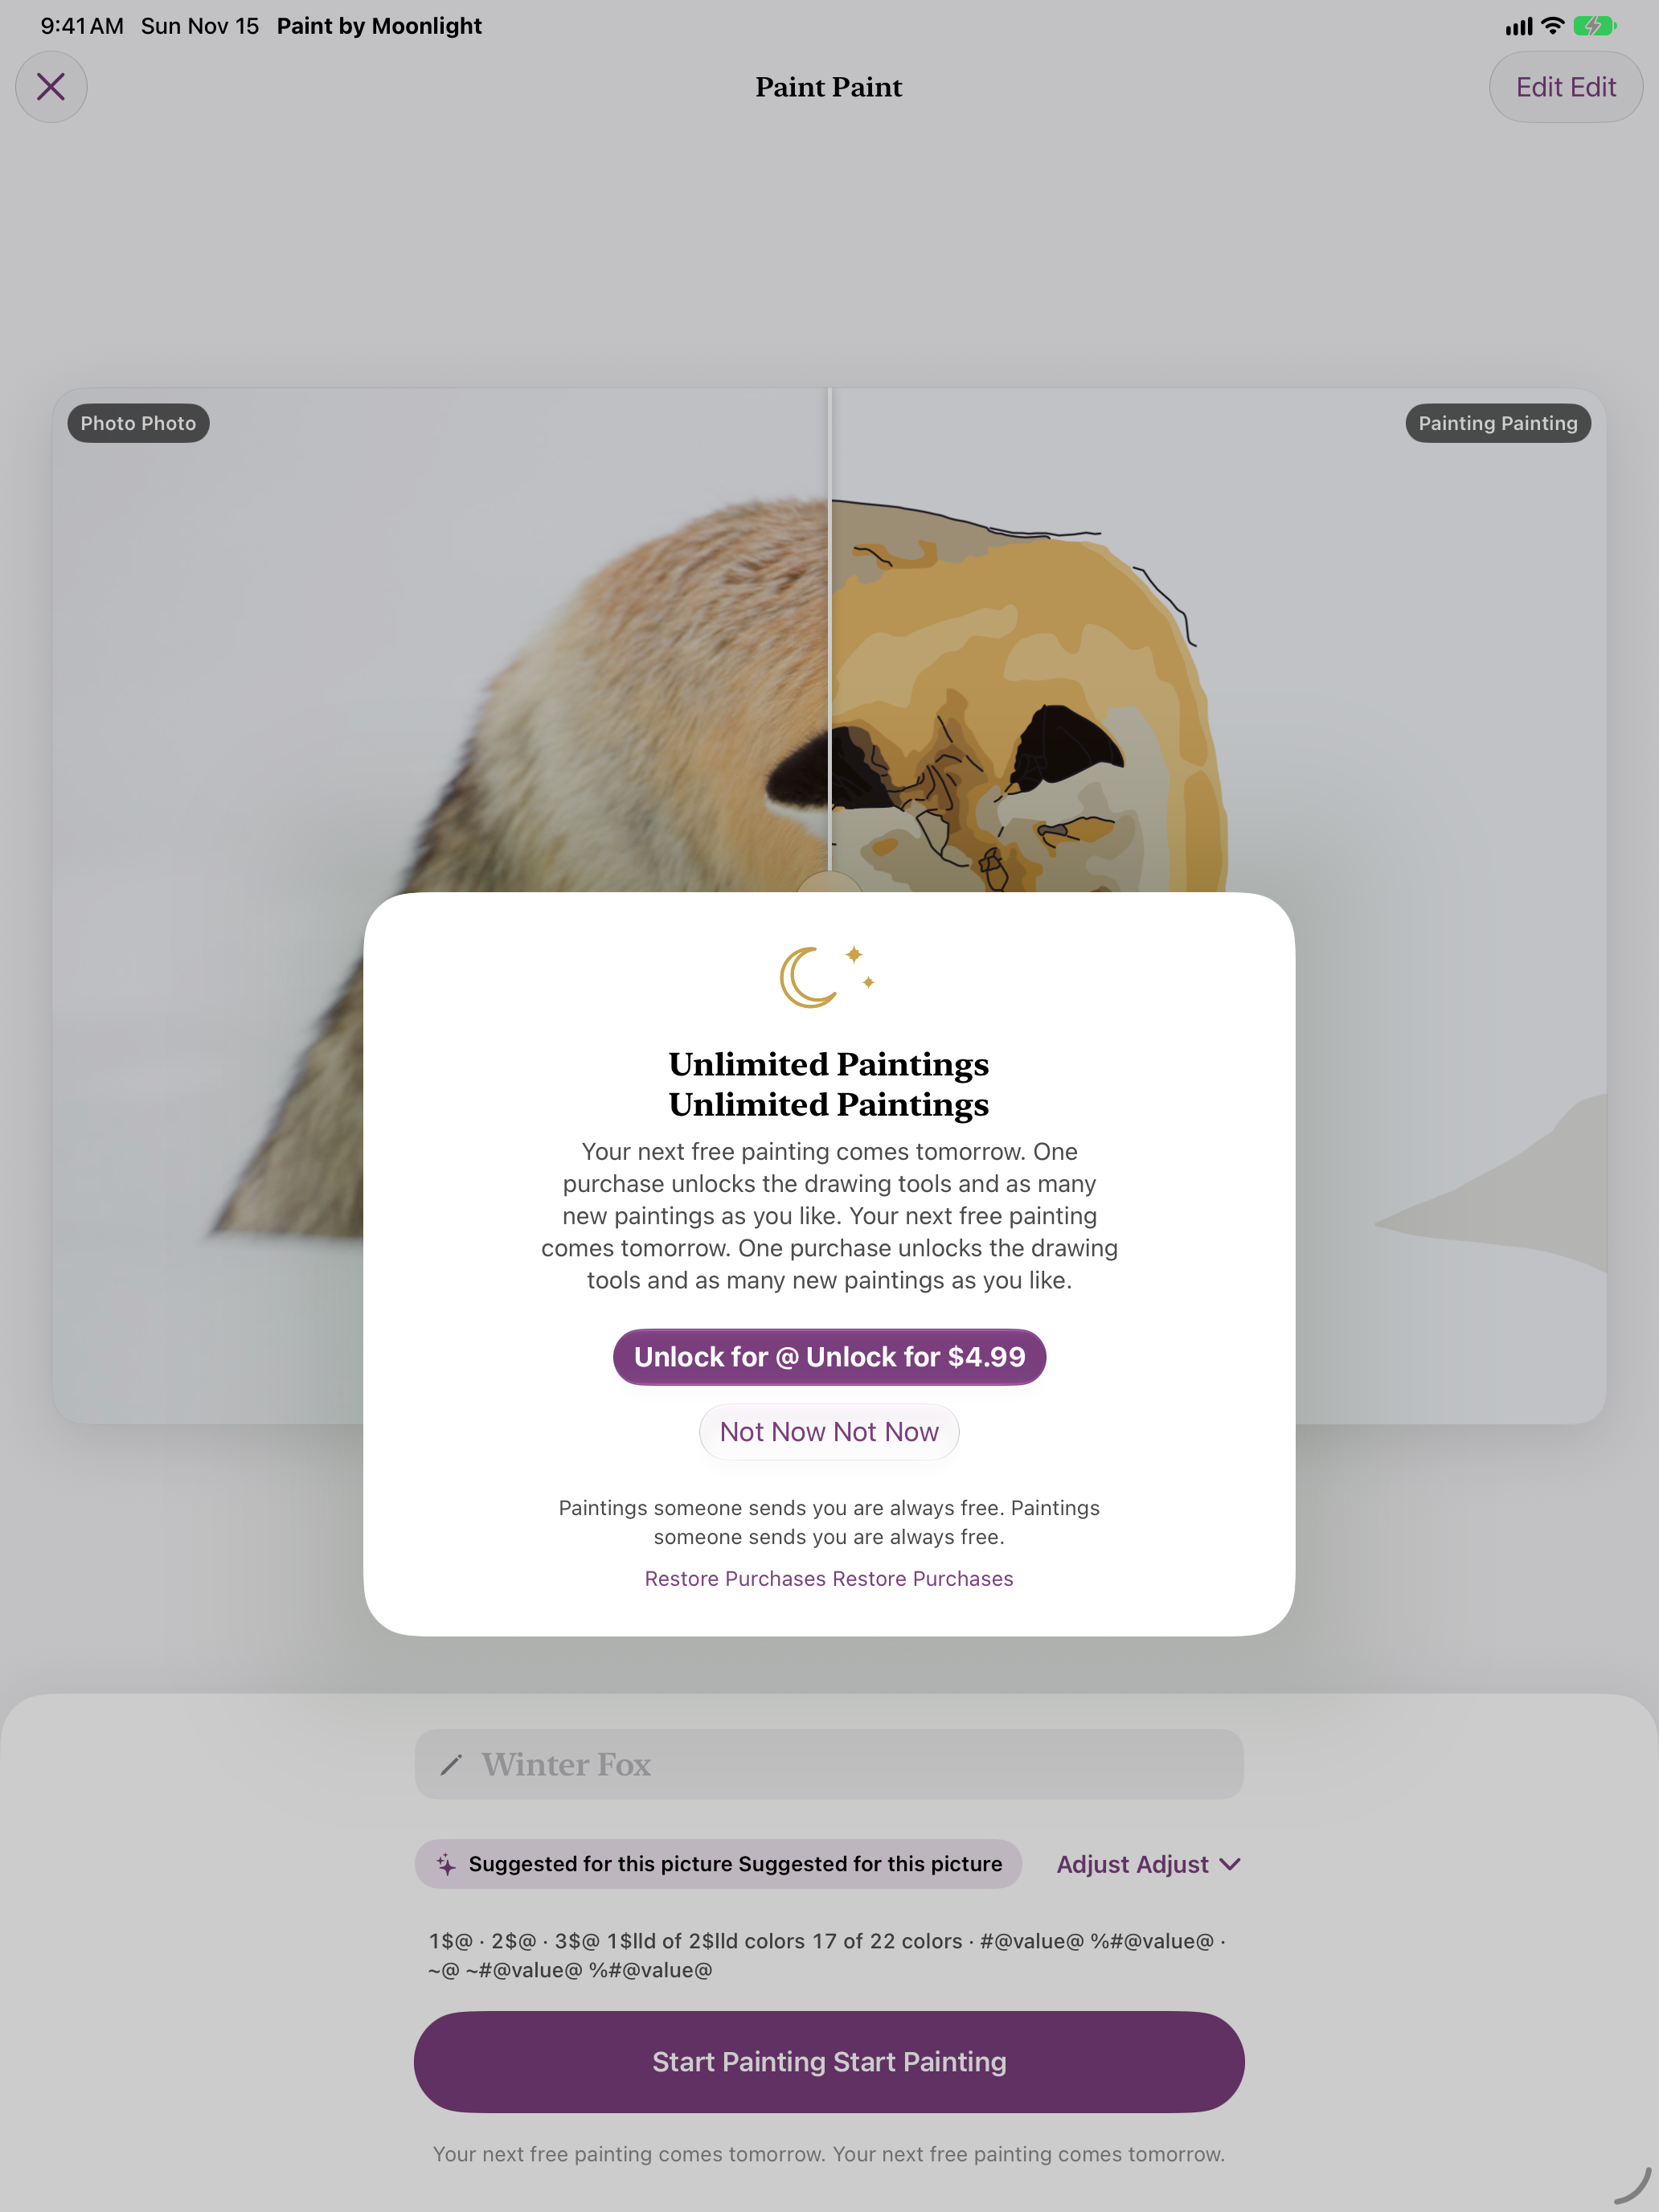 9:41 AM Sun Nov 15 Paint by Moonlight
Paint Paint
Edit Edit
Photo Photo
Painting Painting
Unlimited Paintings
Unlimited Paintings
Your next free painting comes tomorrow. One
purchase unlocks the drawing tools and as many
new paintings as you like. Your next free painting
comes tomorrow. One purchase unlocks the drawing
tools and as many new paintings as you like.
Unlock for @ Unlock for $4.99
Not Now Not Now
Paintings someone sends you are always free. Paintings
someone sends you are always free.
Restore Purchases Restore Purchases
Winter Fox
Suggested for this picture Suggested for this picture
Adjust Adjust
1$@ · 2$@ · 3$@ 1$lld of 2$lld colors 17 of 22 colors · #@value@ %#@value@ ·
~@ ~#@value@ %#@value@
Start Painting Start Painting
Your next free painting comes tomorrow. Your next free painting comes tomorrow.